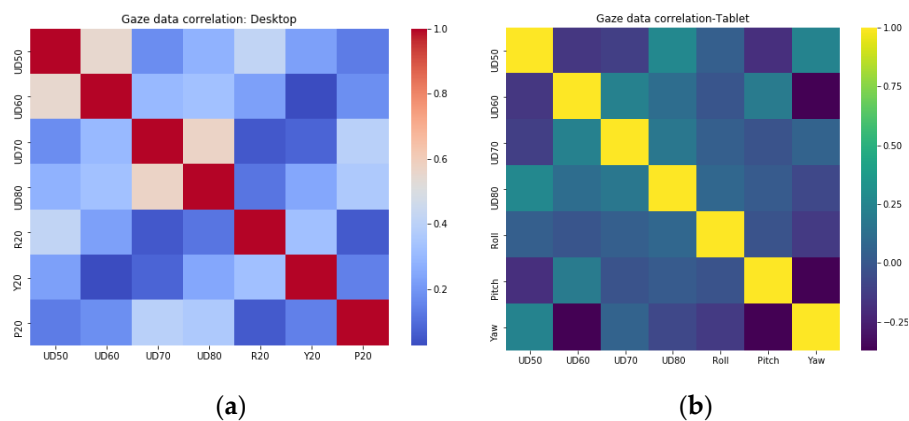 Gaze data correlation: Desktop
UD50
UD60
UD70
UD80
R20
Y20
P20
UD50 UD60 UD70 UD80 R20 Y20 P20
1.0
0.8
0.6
0.4
0.2
(a)
Gaze data correlation-Tablet
UD50
UD60
UD70
UD80
Roll
Pitch
Yaw
UD50 UD60 UD70 UD80 Roll Pitch Yaw
1.00
0.75
0.50
0.25
0.00
−0.25
(b)